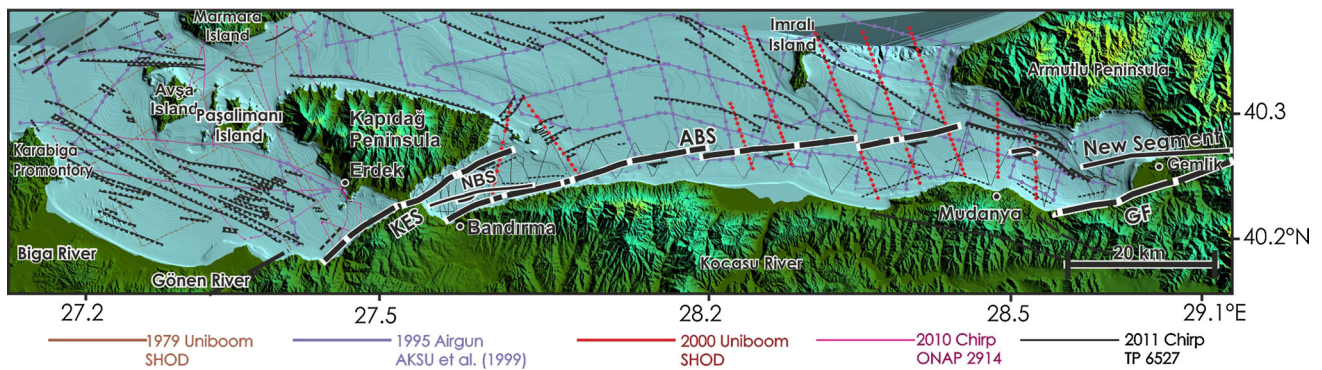 Marmara
Island
Imralı
Island
Armutlu Peninsula
Avşa
Island
Paşalimanı
Island
Kapıdağ
Peninsula
40.3
ABS
New Segment
Karabiga
Promontory
Erdek
NBS
Gemlik
KES
Bandırma
Mudanya
GF
40.2°N
Biga River
Gönen River
Kocasu River
20 km
27.2
27.5
28.2
28.5
29.1°E
1979 Uniboom
SHOD
1995 Airgun
AKSU et al. (1999)
2000 Uniboom
SHOD
2010 Chirp
ONAP 2914
2011 Chirp
TP 6527